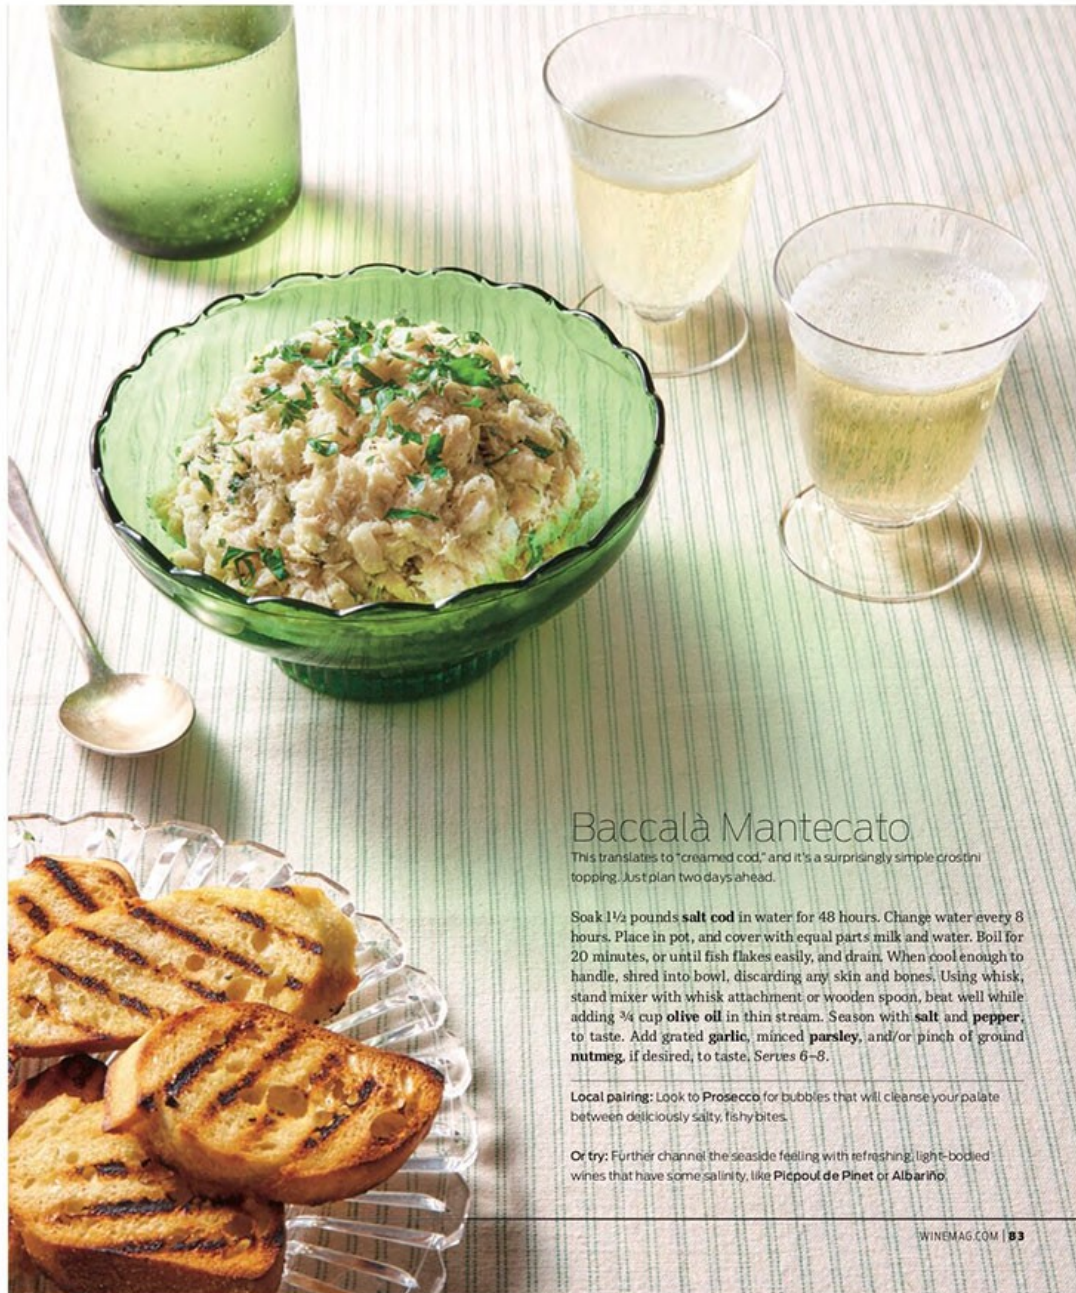 Baccalà Mantecato
This translates to "creamed cod," and it's a surprisingly simple crostini
topping. Just plan two days ahead.
Soak 1½ pounds salt cod in water for 48 hours. Change water every 8
hours. Place in pot, and cover with equal parts milk and water. Boil for
20 minutes, or until fish flakes easily, and drain. When cool enough to
handle, shred into bowl, discarding any skin and bones. Using whisk,
stand mixer with whisk attachment or wooden spoon, beat well while
adding ¾ cup olive oil in thin stream. Season with salt and pepper,
to taste. Add grated garlic, minced parsley, and/or pinch of ground
nutmeg, if desired, to taste. Serves 6–8.
Local pairing: Look to Prosecco for bubbles that will cleanse your palate
between deliciously salty, fishy bites.
Or try: Further channel the seaside feeling with refreshing, light-bodied
wines that have some salinity, like Picpoul de Pinet or Albariño.
WINEMAG.COM | 83